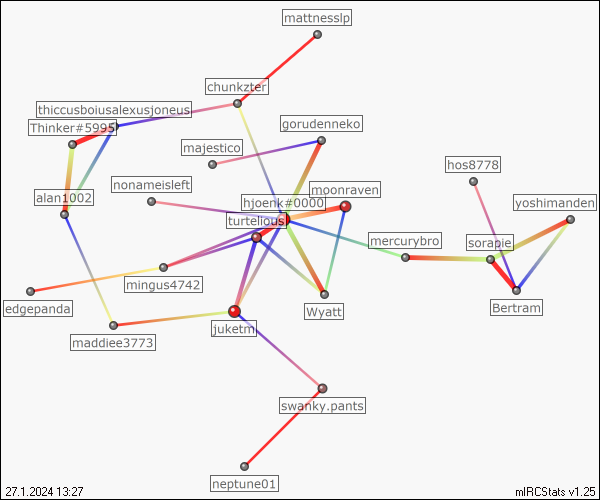 mattnesslp
chunkzter
thiccusboiusalexusjoneus
Thinker#5995
gorudenneko
majestico
hos8778
nonameisleft
moonraven
alan1002
hjoenk#0000
yoshimanden
turtelious
mercurybro
sorapie
mingus4742
edgepanda
Wyatt
Bertram
juketm
maddiee3773
swanky.pants
neptune01
27.1.2024 13:27
mIRCStats v1.25